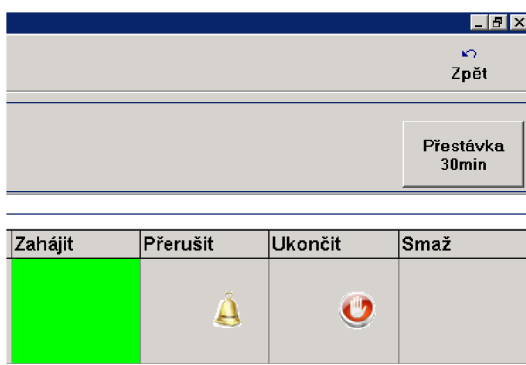 Zpět
Přestávka
30min
Zahájit
Přerušit
Ukončit
Smaž